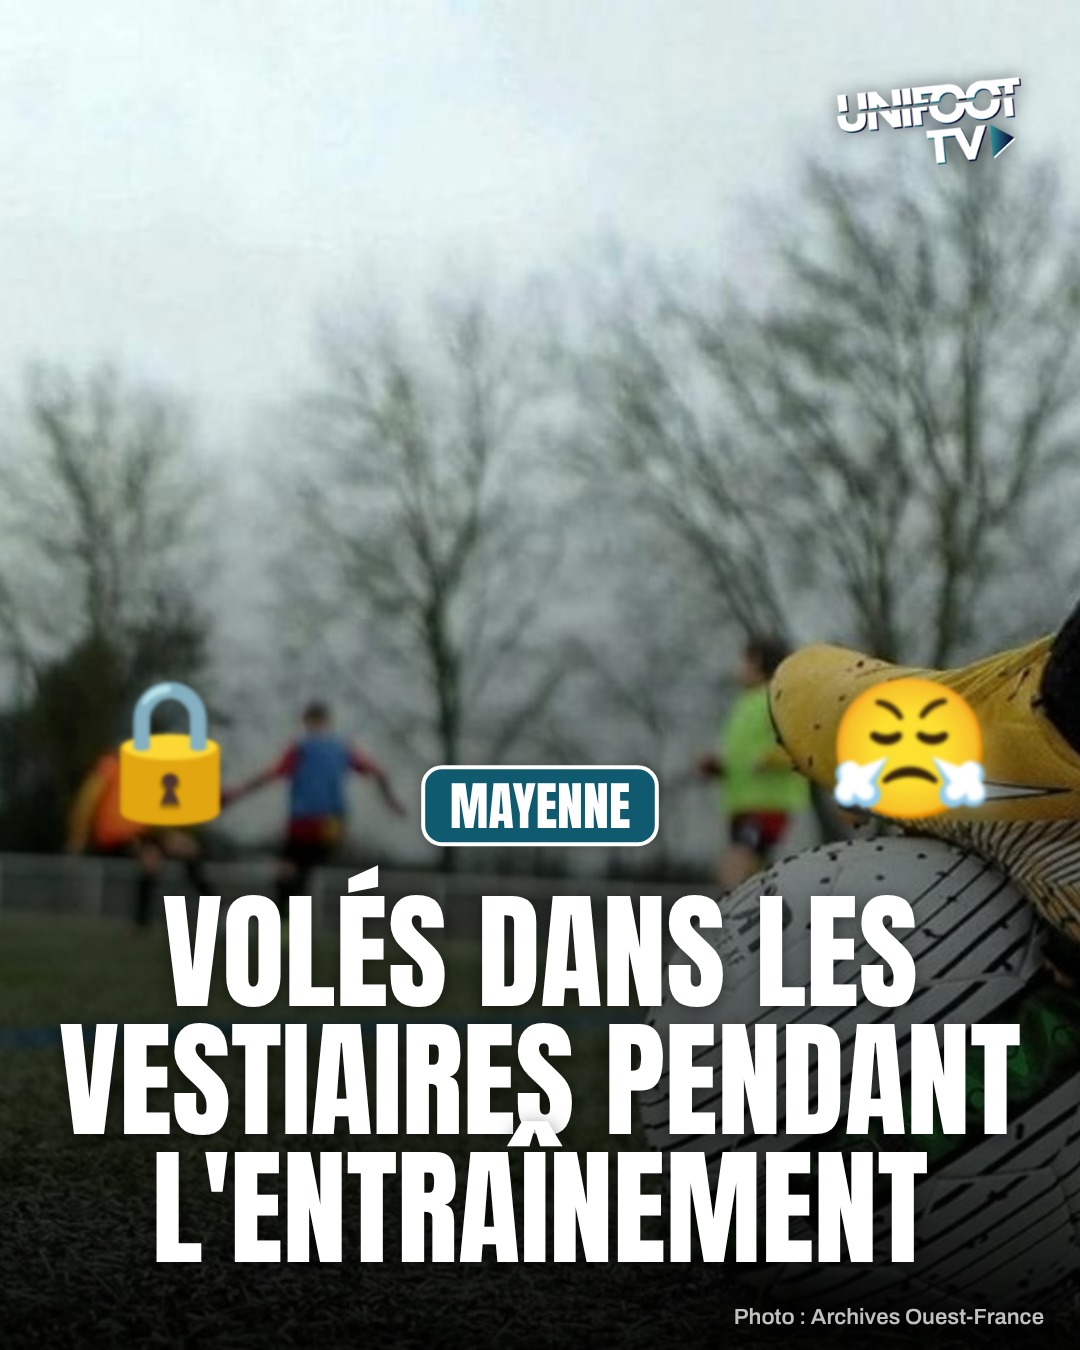 UNIFOOT
TV
MAYENNE
VOLÉS DANS LES
VESTIAIRES PENDANT
L'ENTRAÎNEMENT
Photo : Archives Ouest-France